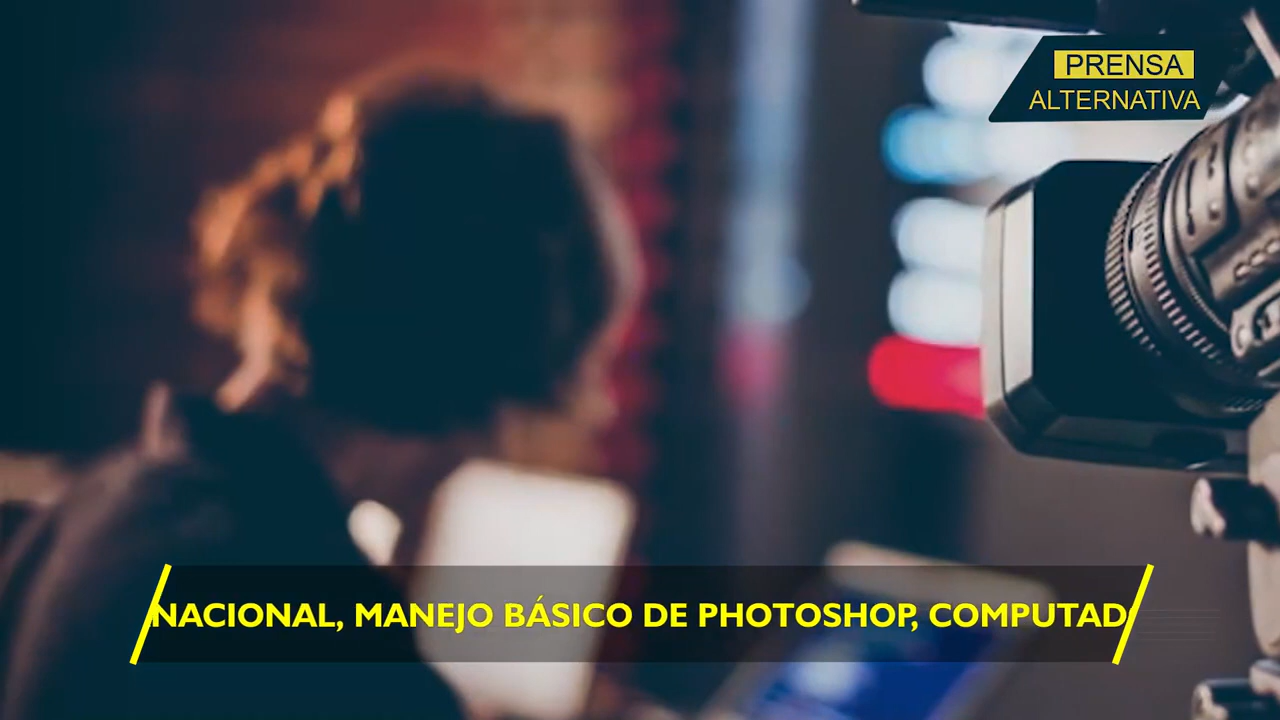 PRENSA
ALTERNATIVA
NACIONAL, MANEJO BÁSICO DE PHOTOSHOP, COMPUTAD